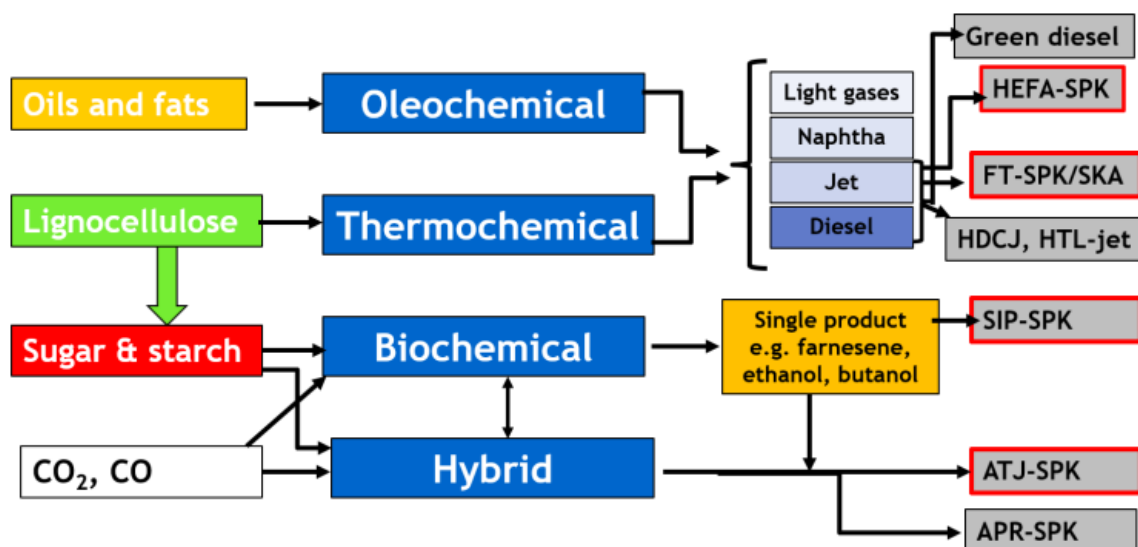 Green diesel
Oils and fats
Oleochemical
Light gases
HEFA-SPK
Naphtha
Lignocellulose
Thermochemical
Jet
FT-SPK/SKA
Diesel
HDCJ, HTL-jet
Sugar & starch
Biochemical
Single product
e.g. farnesene,
ethanol, butanol
SIP-SPK
CO₂, CO
Hybrid
ATJ-SPK
APR-SPK